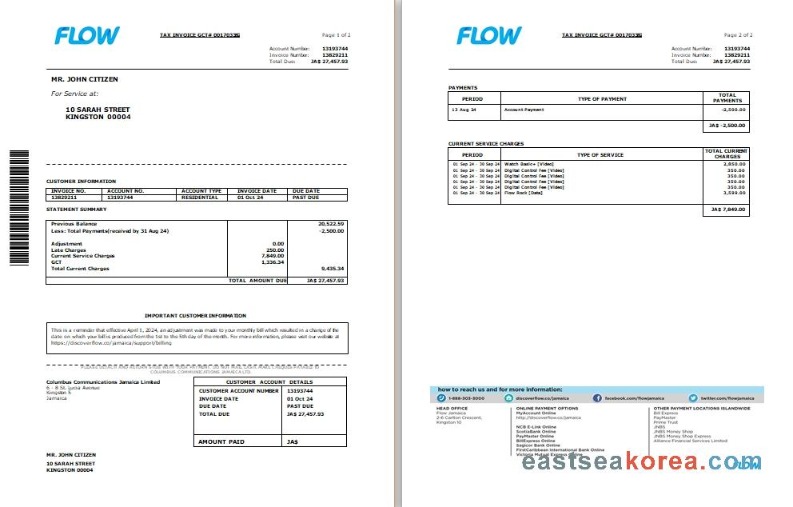 FLOW
TAX INVOICE GCT# 00170336
Page 1 of 2
Account Number: 13193744
Invoice Number: 13829211
Total Due: JA$ 27,457.93
MR. JOHN CITIZEN
For Service at:
10 SARAH STREET
KINGSTON 00004
CUSTOMER INFORMATION
INVOICE NO. ACCOUNT NO. ACCOUNT TYPE INVOICE DATE DUE DATE
13829211 13193744 RESIDENTIAL 01 Oct 24 PAST DUE
STATEMENT SUMMARY
Previous Balance 20,522.59
Less: Total Payments(received by 31 Aug 24) -2,500.00
Adjustment 0.00
Late Charges 250.00
Current Service Charges 7,849.00
GCT 1,336.34
Total Current Charges 9,435.34
TOTAL AMOUNT DUE JA$ 27,457.93
IMPORTANT CUSTOMER INFORMATION
This is a reminder that effective April 1, 2024, an adjustment was made to your monthly bill which resulted in a change of the
date on which your bill is produced from the 1st to the 5th day of the month. For more information, please visit our website at
https://discoverflow.co/jamaica/support/billing
COLUMBUS COMMUNICATIONS JAMAICA LTD.
Columbus Communications Jamaica Limited
6 - 8 St. Lucia Avenue
Kingston 5
Jamaica
CUSTOMER ACCOUNT DETAILS
CUSTOMER ACCOUNT NUMBER 13193744
INVOICE DATE 01 Oct 24
DUE DATE PAST DUE
TOTAL DUE JA$ 27,457.93
AMOUNT PAID JA$
MR. JOHN CITIZEN
10 SARAH STREET
KINGSTON 00004
FLOW
TAX INVOICE GCT# 00170336
Page 2 of 2
Account Number: 13193744
Invoice Number: 13829211
Total Due: JA$ 27,457.93
PAYMENTS
PERIOD TYPE OF PAYMENT TOTAL PAYMENTS
13 Aug 24 Account Payment -2,500.00
JA$ -2,500.00
CURRENT SERVICE CHARGES
PERIOD TYPE OF SERVICE TOTAL CURRENT CHARGES
01 Sep 24 - 30 Sep 24 Watch Basic+ [Video] 2,850.00
01 Sep 24 - 30 Sep 24 Digital Control Fee [Video] 350.00
01 Sep 24 - 30 Sep 24 Digital Control Fee [Video] 350.00
01 Sep 24 - 30 Sep 24 Digital Control Fee [Video] 350.00
01 Sep 24 - 30 Sep 24 Digital Control Fee [Video] 350.00
01 Sep 24 - 30 Sep 24 Flow Rock [Data] 3,599.00
JA$ 7,849.00
how to reach us and for more information:
1-888-303-8000 discoverflow.co/jamaica facebook.com/flowjamaica twitter.com/flowjamaica
HEAD OFFICE
Flow Jamaica
2-6 Carlton Crescent,
Kingston 10
ONLINE PAYMENT OPTIONS
MyAccount Online
http://discoverflow.co/jamaica
NCB E-Link Online
ScotiaBank Online
PayMaster Online
BillExpress Online
Sagicor Bank Online
FirstCaribbean International Bank Online
Victoria Mutual Express Online
OTHER PAYMENT LOCATIONS ISLANDWIDE
Bill Express
PayMaster
Prime Trust
JNBS
JNBS Money Shop
JNBS Money Shop Express
Alliance Financial Services Limited
FLOW
eastseakorea.com